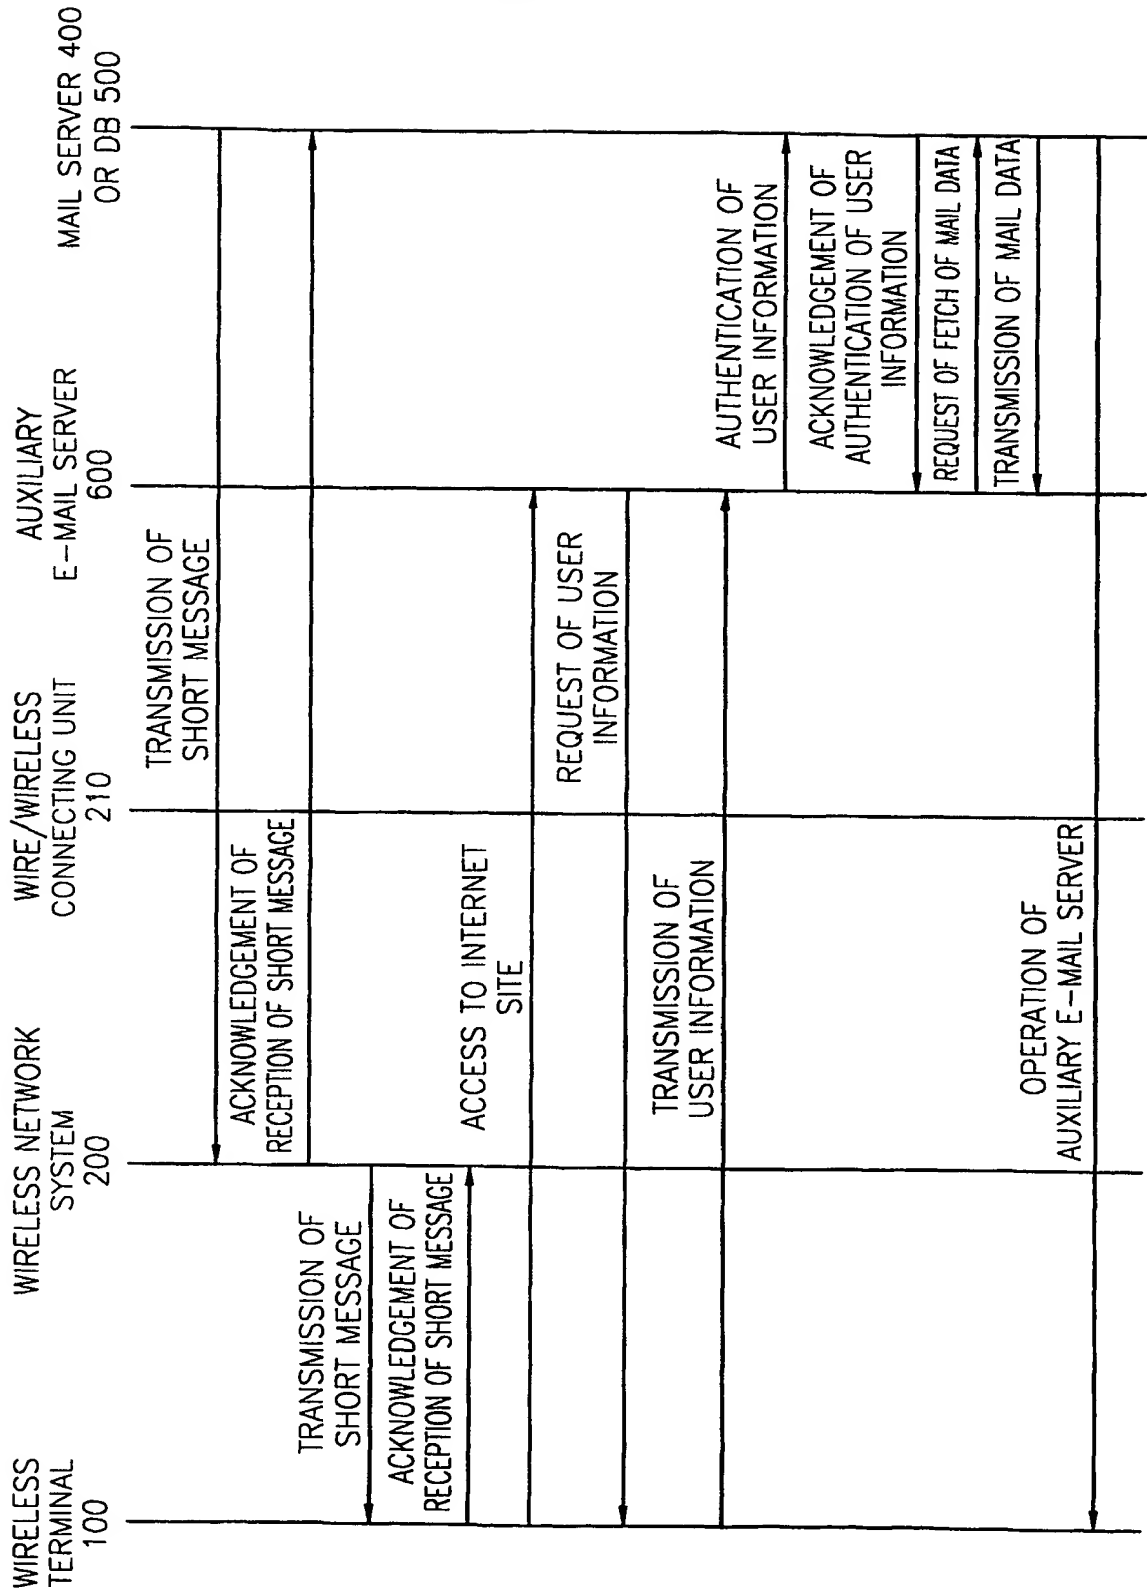 WIRELESS
TERMINAL
100
WIRELESS NETWORK
SYSTEM
200
WIRE/WIRELESS
CONNECTING UNIT
210
AUXILIARY
E-MAIL SERVER
600
MAIL SERVER 400
OR DB 500
TRANSMISSION OF
SHORT MESSAGE
ACKNOWLEDGEMENT OF
RECEPTION OF SHORT MESSAGE
TRANSMISSION OF
SHORT MESSAGE
ACKNOWLEDGEMENT OF
RECEPTION OF SHORT MESSAGE
ACCESS TO INTERNET
SITE
REQUEST OF USER
INFORMATION
TRANSMISSION OF
USER INFORMATION
AUTHENTICATION OF
USER INFORMATION
ACKNOWLEDGEMENT OF
AUTHENTICATION OF USER
INFORMATION
REQUEST OF FETCH OF MAIL DATA
TRANSMISSION OF MAIL DATA
OPERATION OF
AUXILIARY E-MAIL SERVER